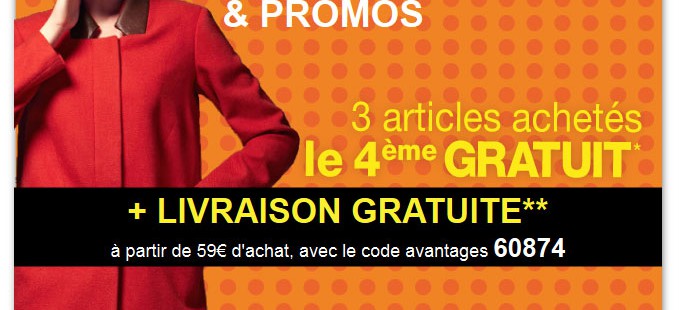 & PROMOS
3 articles achetés
le 4ème GRATUIT*
+ LIVRAISON GRATUITE**
à partir de 59€ d'achat, avec le code avantages 60874